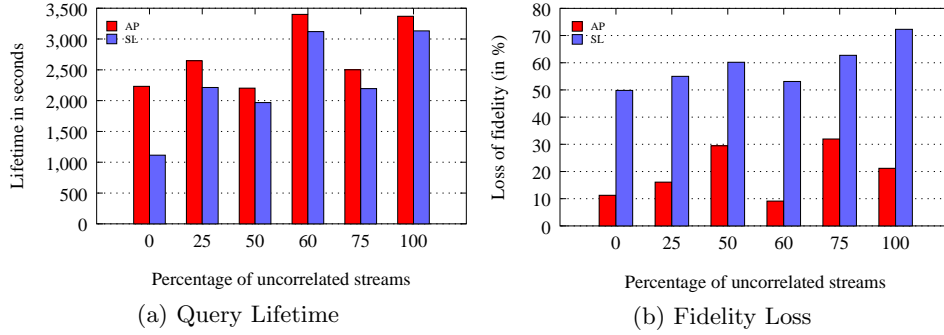 3,500
3,000
2,500
2,000
1,500
1,000
500
0
Lifetime in seconds
AP
SL
0 25 50 60 75 100
Percentage of uncorrelated streams
(a) Query Lifetime
80
70
60
50
40
30
20
10
0
Loss of fidelity (in %)
AP
SL
0 25 50 60 75 100
Percentage of uncorrelated streams
(b) Fidelity Loss